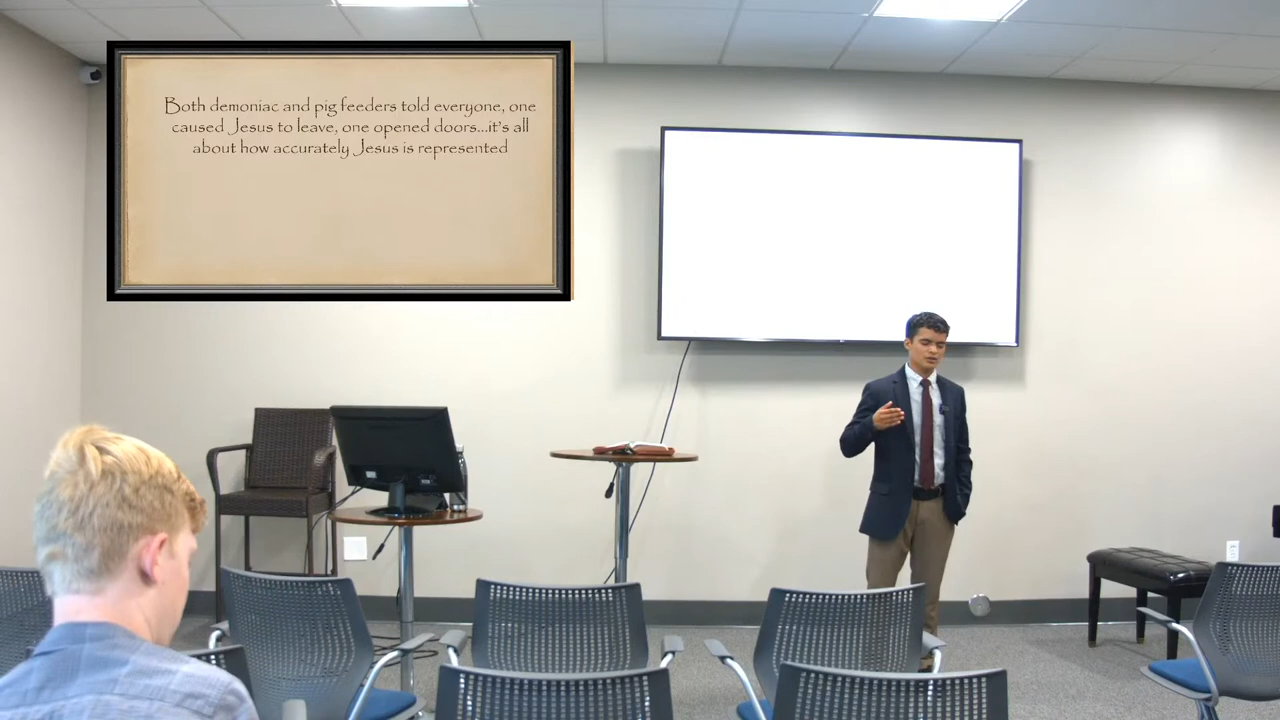 Both demoniac and pig feeders told everyone, one
caused Jesus to leave, one opened doors...it's all
about how accurately Jesus is represented